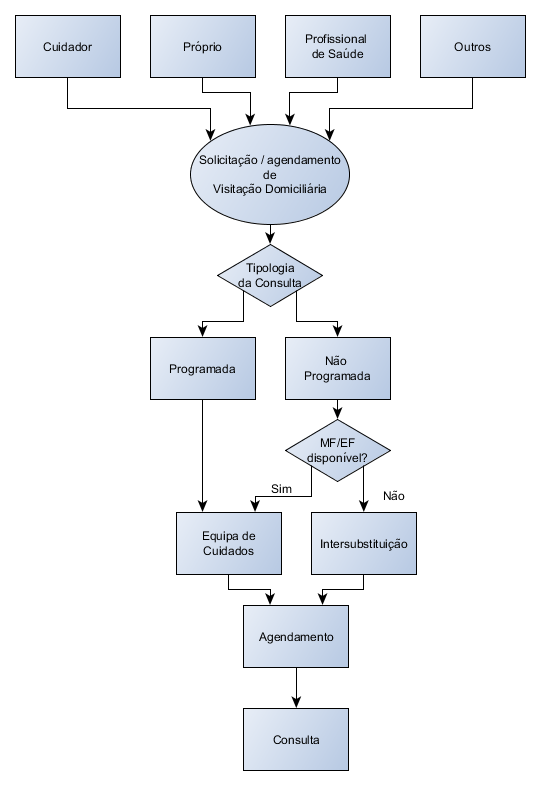 Cuidador
Próprio
Profissional
de Saúde
Outros
Solicitação / agendamento
de
Visitação Domiciliária
Tipologia
da Consulta
Programada
Não
Programada
MF/EF
disponível?
Sim
Não
Equipa de
Cuidados
Intersubstituição
Agendamento
Consulta